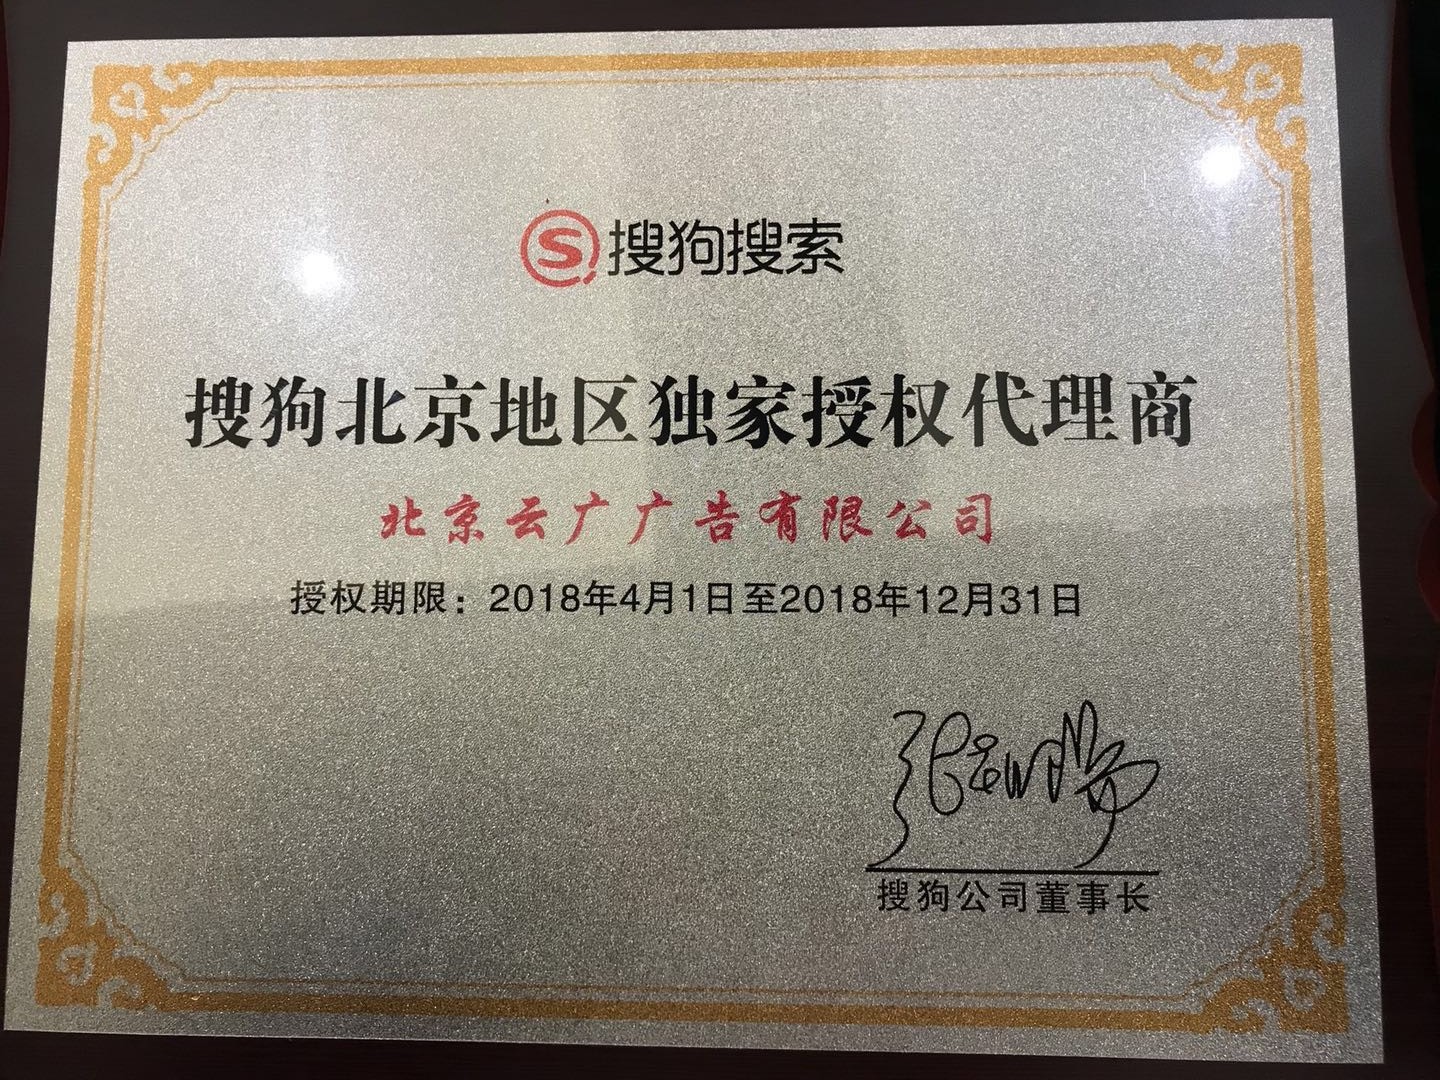 搜狗搜索
搜狗北京地区独家授权代理商
北京云广广告有限公司
授权期限：2018年4月1日至2018年12月31日
搜狗公司董事长